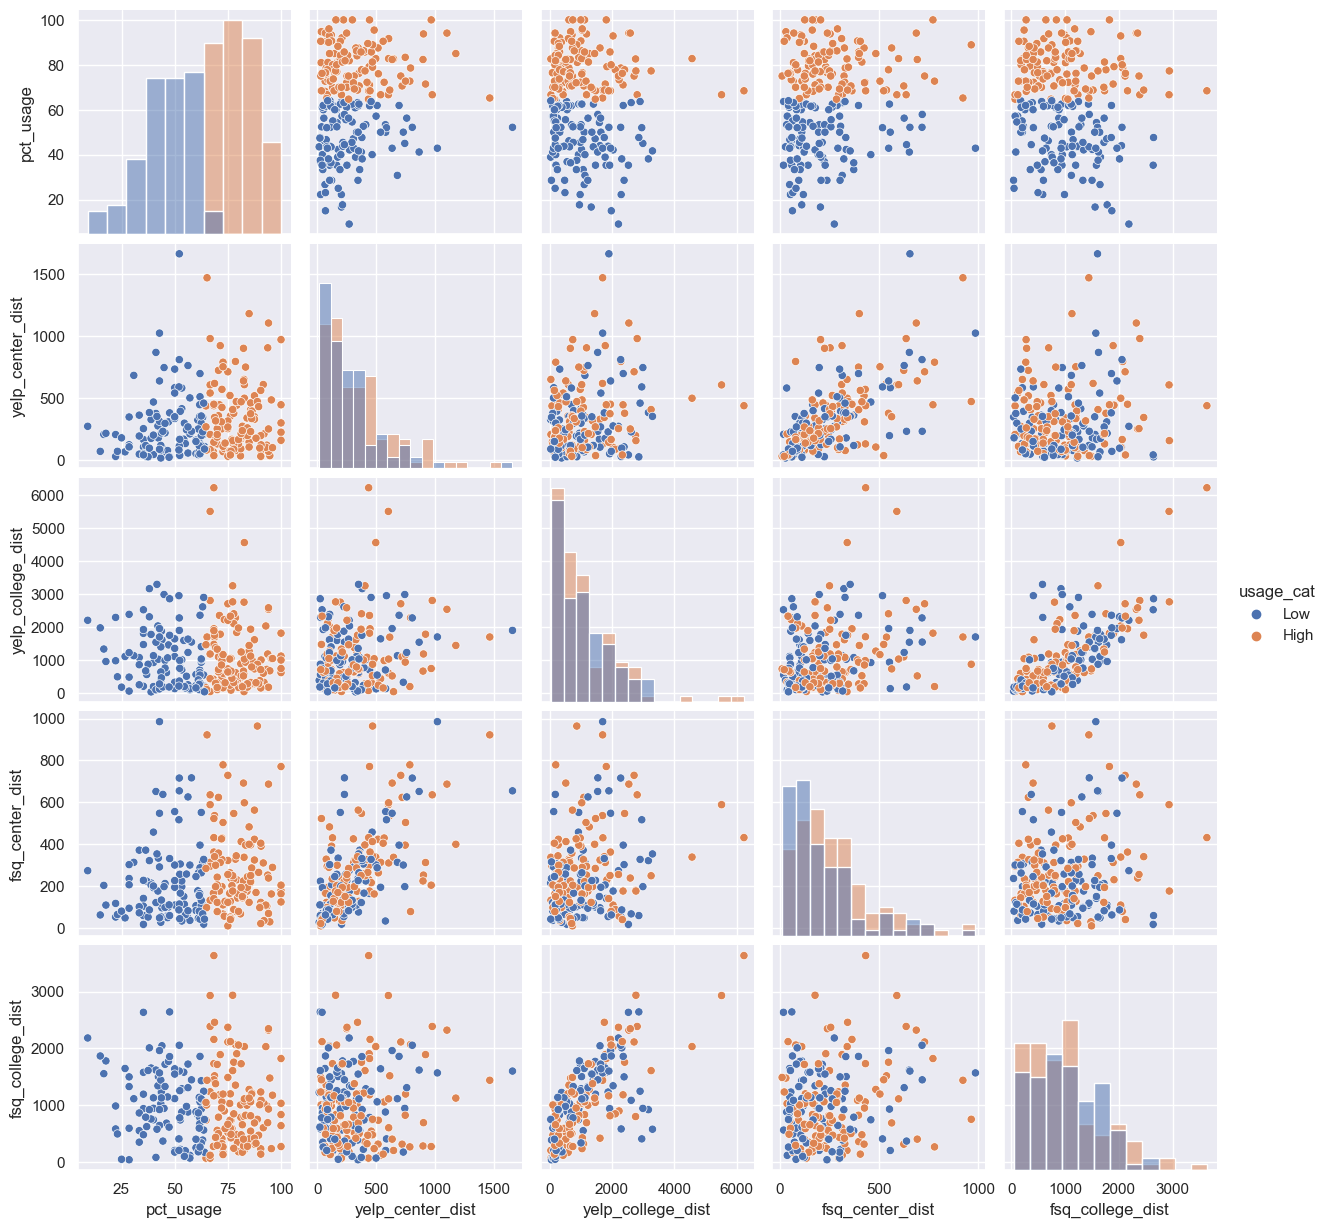 100
80
60
40
20
pct_usage
1500
1000
500
0
yelp_center_dist
6000
5000
4000
3000
2000
1000
0
yelp_college_dist
usage_cat
Low
High
1000
800
600
400
200
0
fsq_center_dist
3000
2000
1000
0
fsq_college_dist
25 50 75 100 0 500 1000 1500 0 2000 4000 6000 0 500 1000 0 1000 2000 3000
pct_usage yelp_center_dist yelp_college_dist fsq_center_dist fsq_college_dist